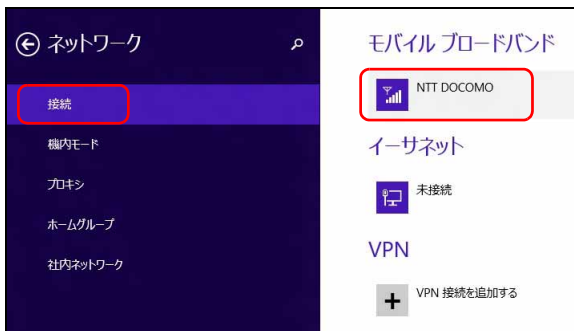 ネットワーク
接続
機内モード
プロキシ
ホームグループ
社内ネットワーク
モバイル ブロードバンド
NTT DOCOMO
イーサネット
未接続
VPN
VPN 接続を追加する